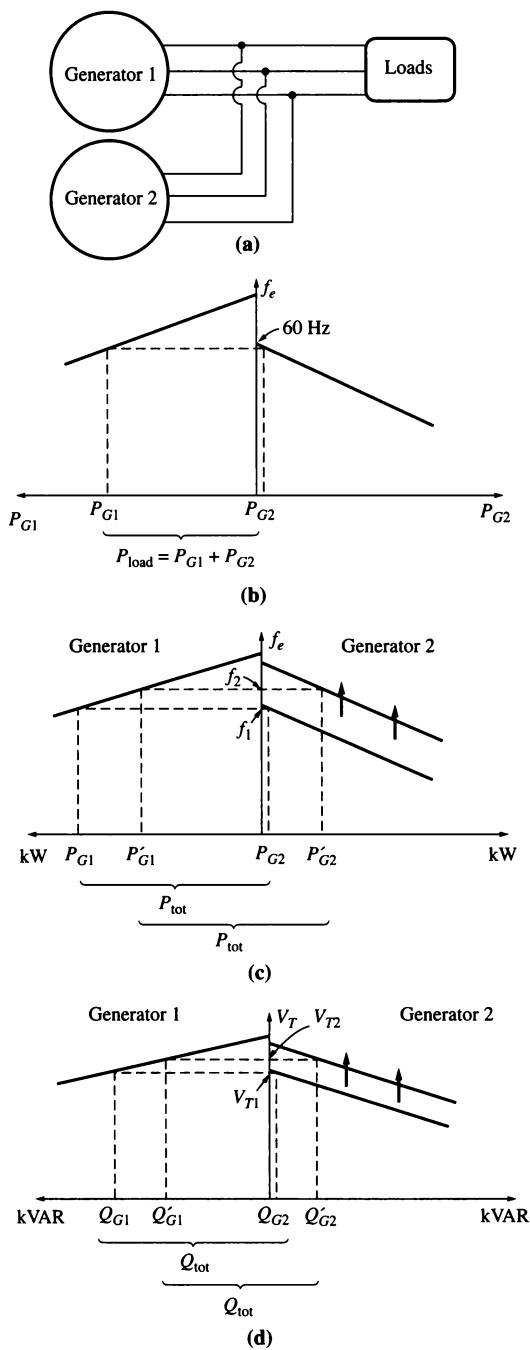 Generator 1
Loads
Generator 2
(a)
f_e
60 Hz
P_G1 P_G1 P_G2 P_G2
P_load = P_G1 + P_G2
(b)
Generator 1 f_e Generator 2
f_2
f_1
kW P_G1 P′_G1 P_G2 P′_G2 kW
P_tot
P_tot
(c)
Generator 1 V_T V_T2 Generator 2
V_T1
kVAR Q_G1 Q′_G1 Q_G2 Q′_G2 kVAR
Q_tot
Q_tot
(d)